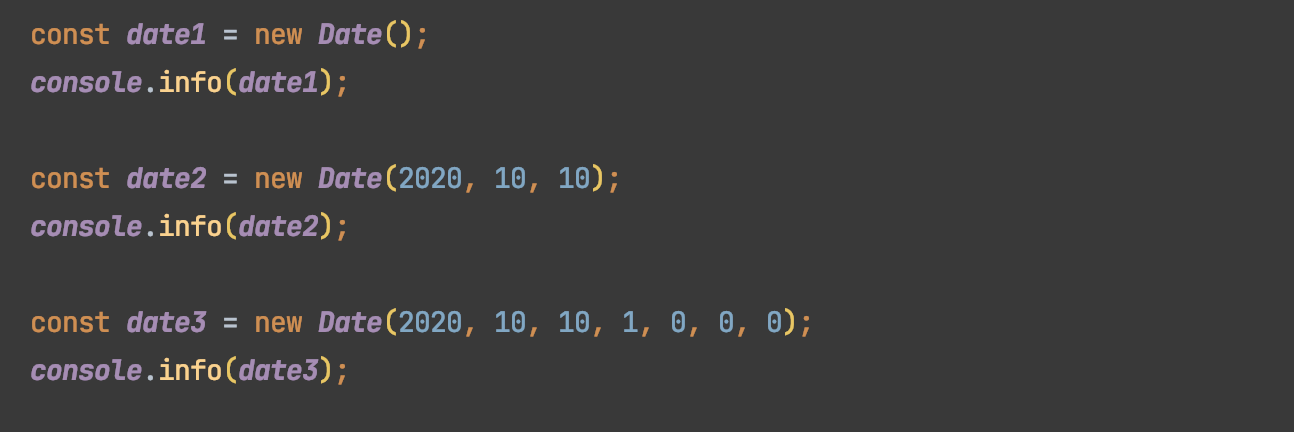 const date1 = new Date();
console.info(date1);
const date2 = new Date(2020, 10, 10);
console.info(date2);
const date3 = new Date(2020, 10, 10, 1, 0, 0, 0);
console.info(date3);